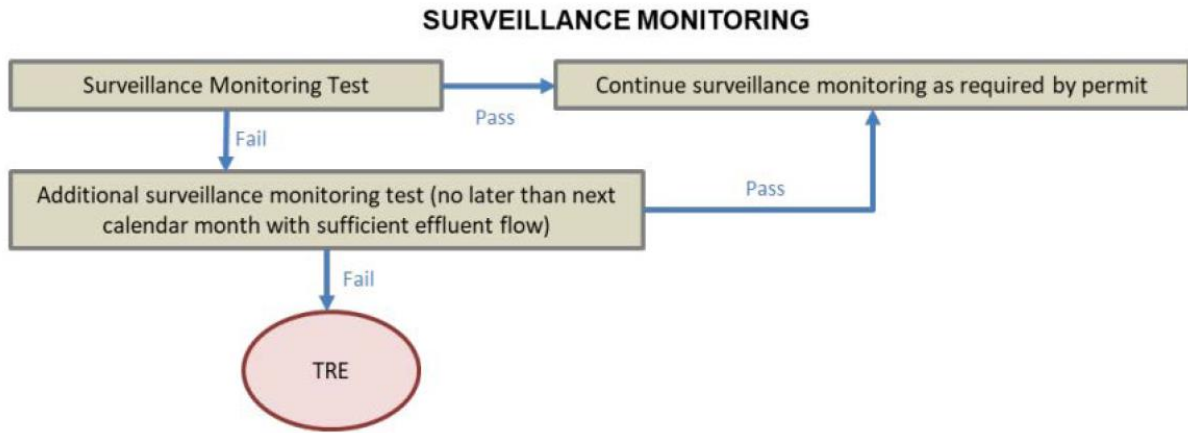 SURVEILLANCE MONITORING
Surveillance Monitoring Test
Pass
Continue surveillance monitoring as required by permit
Fail
Additional surveillance monitoring test (no later than next
calendar month with sufficient effluent flow)
Pass
Fail
TRE